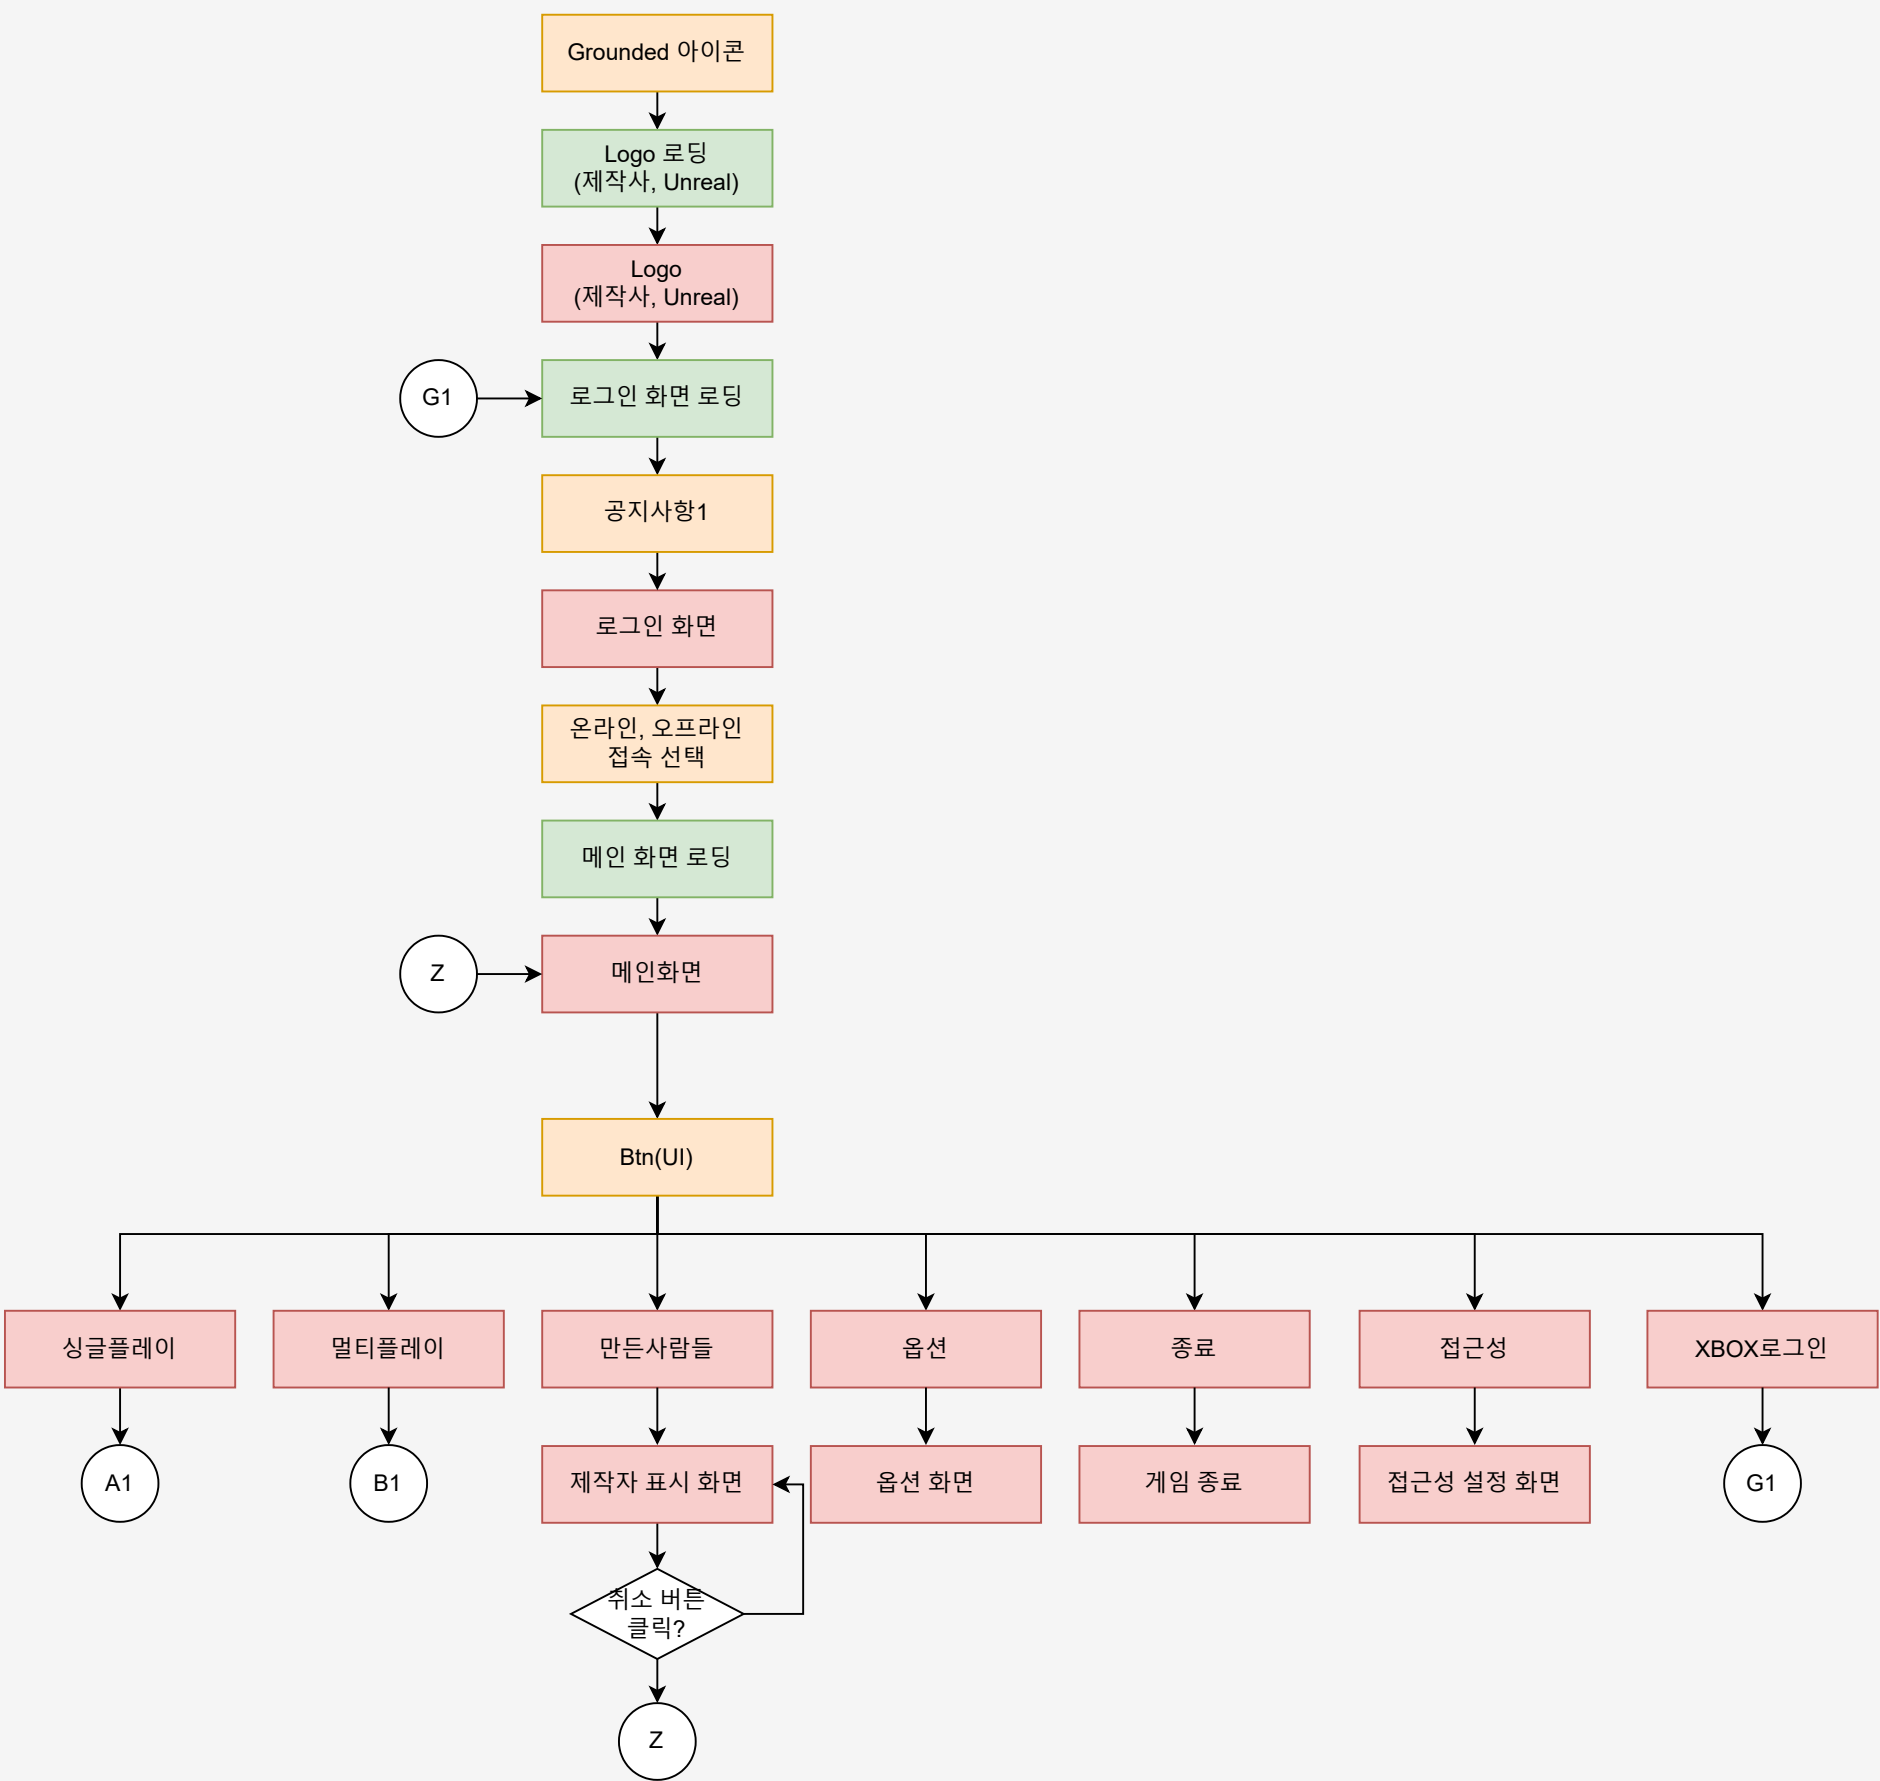 Grounded 아이콘
Logo 로딩
(제작사, Unreal)
Logo
(제작사, Unreal)
G1
로그인 화면 로딩
공지사항1
로그인 화면
온라인, 오프라인
접속 선택
메인 화면 로딩
Z
메인화면
Btn(UI)
싱글플레이
멀티플레이
만든사람들
옵션
종료
접근성
XBOX로그인
A1
B1
제작자 표시 화면
옵션 화면
게임 종료
접근성 설정 화면
G1
취소 버튼
클릭?
Z